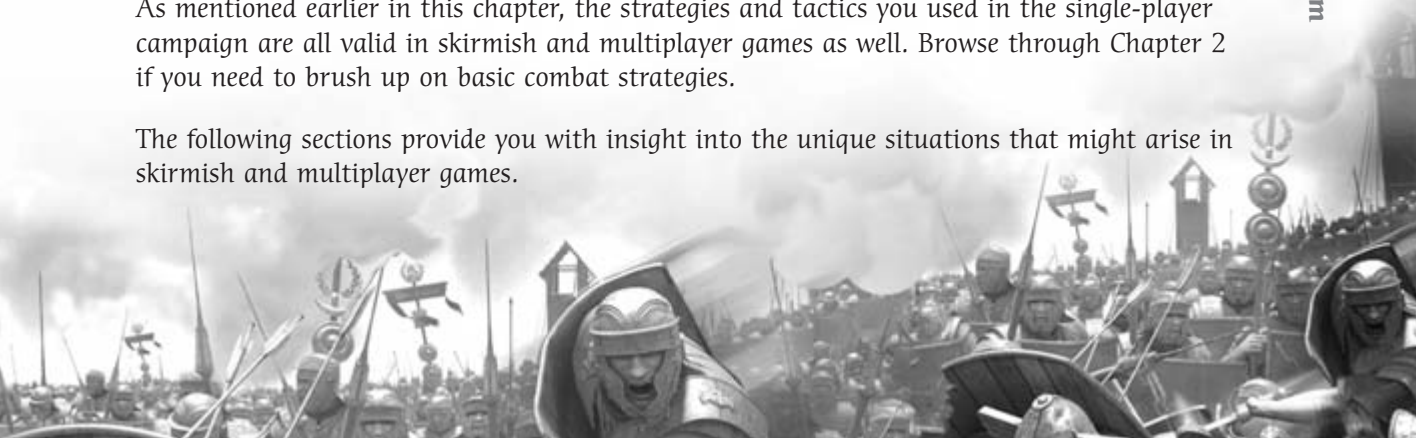 As mentioned earlier in this chapter, the strategies and tactics you used in the single-player
campaign are all valid in skirmish and multiplayer games as well. Browse through Chapter 2
if you need to brush up on basic combat strategies.
The following sections provide you with insight into the unique situations that might arise in
skirmish and multiplayer games.
m